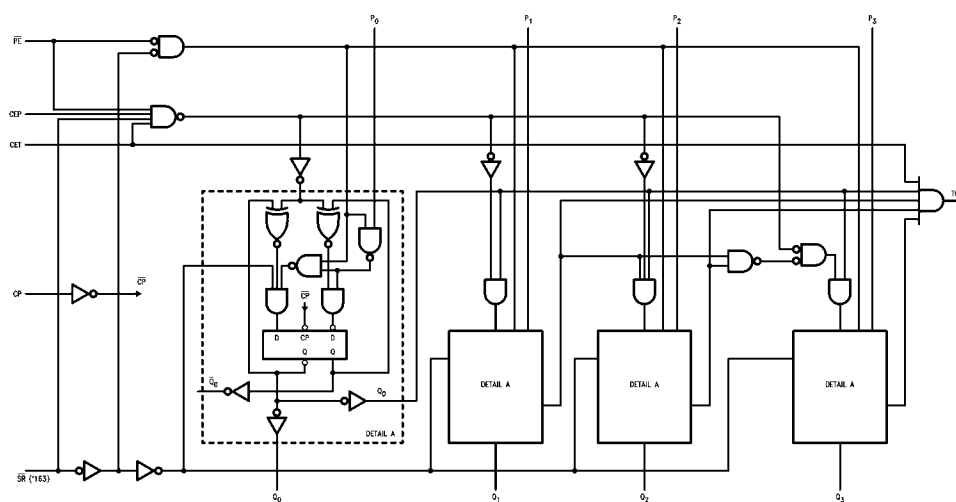 P0 P1 P2 P3
PE
CEP
CET
TC
CP
CP
CP
D CP D
Q Q
Q0
Q0
DETAIL A
DETAIL A
DETAIL A
DETAIL A
SR ('163)
Q0 Q1 Q2 Q3